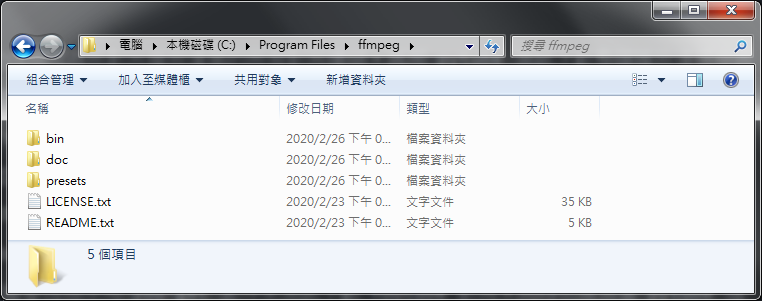 電腦 本機磁碟 (C:) Program Files ffmpeg 搜尋 ffmpeg
組合管理 加入至媒體櫃 共用對象 新增資料夾
名稱 修改日期 類型 大小
bin 2020/2/26 下午 0... 檔案資料夾
doc 2020/2/26 下午 0... 檔案資料夾
presets 2020/2/26 下午 0... 檔案資料夾
LICENSE.txt 2020/2/23 下午 0... 文字文件 35 KB
README.txt 2020/2/23 下午 0... 文字文件 5 KB
5 個項目